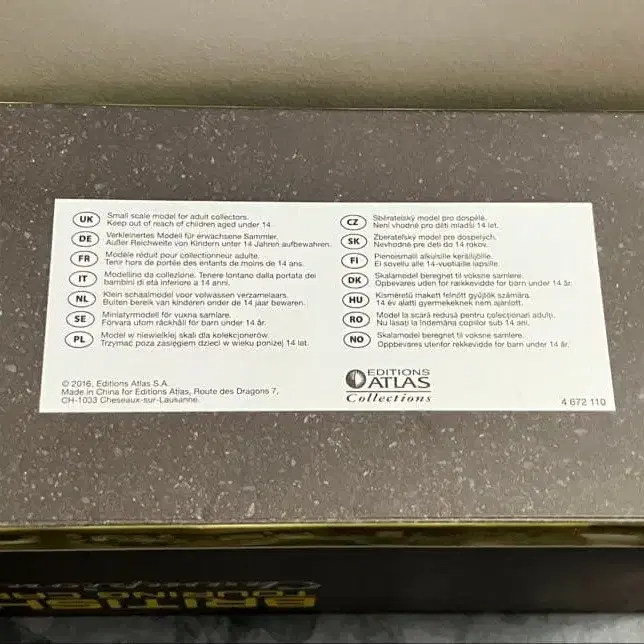 UK Small scale model for adult collectors.
Keep out of reach of children aged under 14.
DE Verkleinertes Modell für erwachsene Sammler.
Außer Reichweite von Kindern unter 14 Jahren aufbewahren.
FR Modèle réduit pour collectionneur adulte.
Tenir hors de portée des enfants de moins de 14 ans.
IT Modellino da collezione. Tenere lontano dalla portata dei
bambini di età inferiore a 14 anni.
NL Klein schaalmodel voor volwassen verzamelaars.
Buiten bereik van kinderen onder de 14 jaar bewaren.
SE Miniatyrmodell för vuxna samlare.
Förvara utom räckhåll för barn under 14 år.
PL Model w niewielkiej skali dla kolekcjonerów.
Trzymać poza zasięgiem dzieci w wieku poniżej 14 lat.
© 2016, Editions Atlas S.A.
Made in China for Editions Atlas, Route des Dragons 7,
CH-1033 Cheseaux-sur-Lausanne.
CZ Sběratelský model pro dospělé.
Není vhodné pro děti mladší 14 let.
SK Zberateľský model pre dospelých.
Nevhodné pre deti do 14 rokov.
FI Pienoismalli aikuisille keräilijöille.
Ei sovellu alle 14-vuotiaille lapsille.
DK Skalamodel beregnet til voksne samlere.
Opbevares uden for rækkevidde for børn under 14 år.
HU Kisméretű makett felnőtt gyűjtők számára.
14 év alatti gyermekeknek nem ajánlott.
RO Model la scară redusă pentru colecționari adulți.
Nu lăsați la îndemâna copiilor sub 14 ani.
NO Skalamodell beregnet til voksne samlere.
Oppbevares utenfor rekkevidde for barn under 14 år.
EDITIONS
ATLAS
Collections
4 672 110
BRITISH
TOURING CAR
Champions